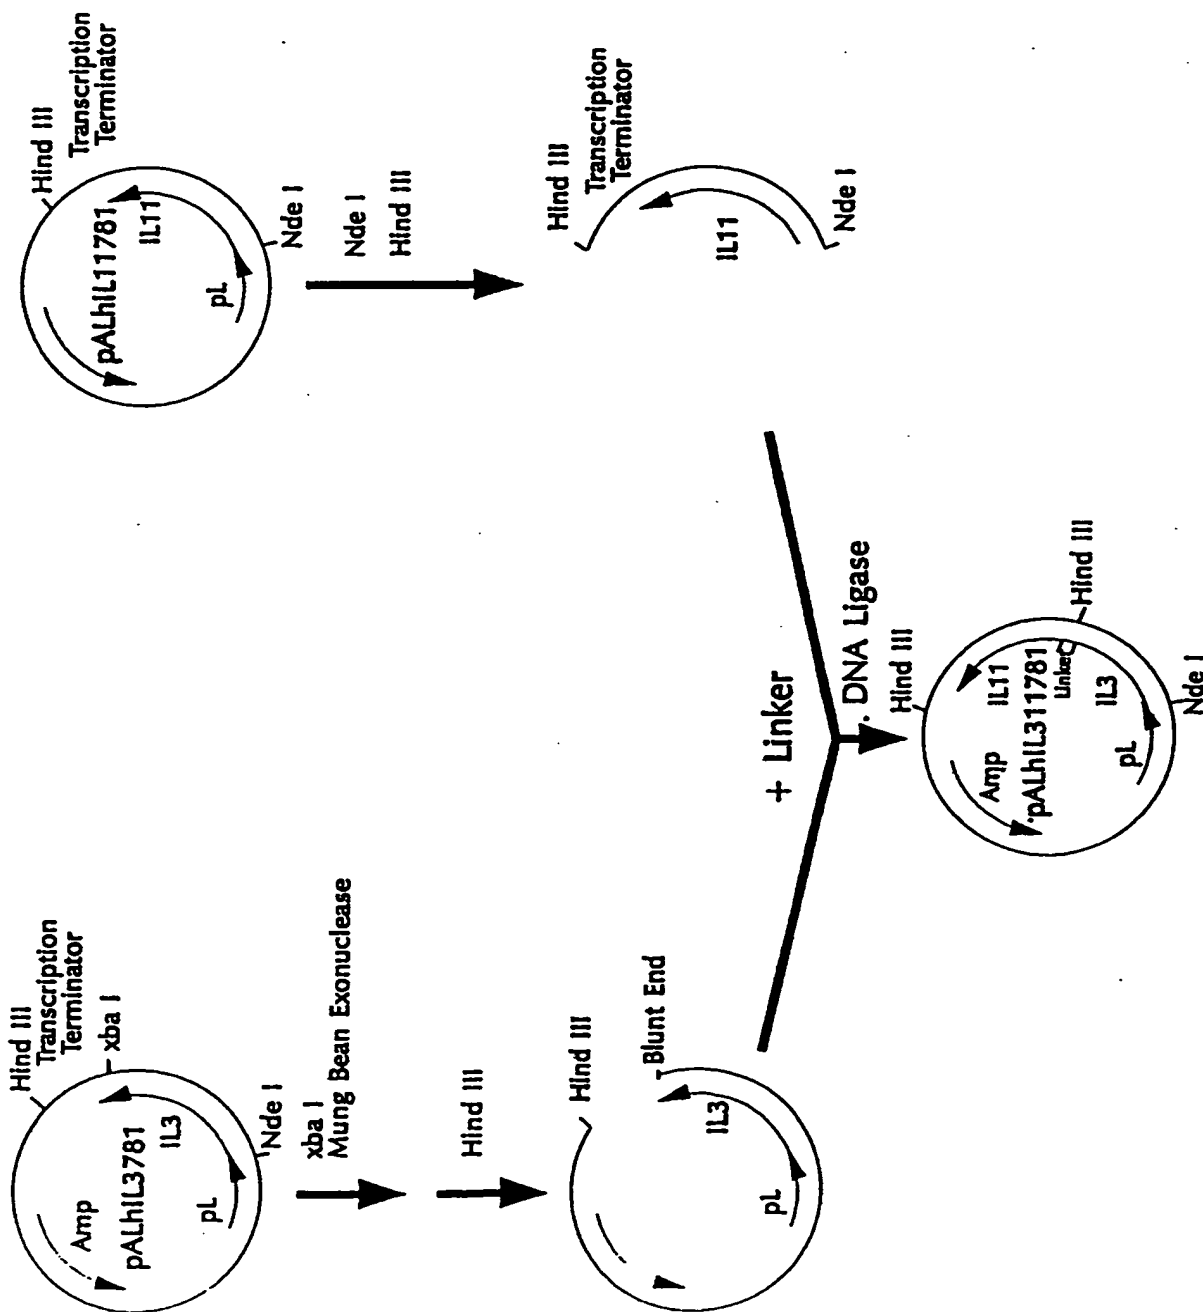 Hind III
Transcription
Terminator
xba I
Amp
pALhIL3781
IL3
pL
Nde I
xba I
Mung Bean Exonuclease
Hind III
Hind III
Blunt End
IL3
pL
Hind III
Transcription
Terminator
pALhIL11781
IL11
pL
Nde I
Nde I
Hind III
Hind III
Transcription
Terminator
IL11
Nde I
+ Linker
DNA Ligase
Hind III
Amp
IL11
pALhIL311781
Linker
Hind III
IL3
pL
Nde I